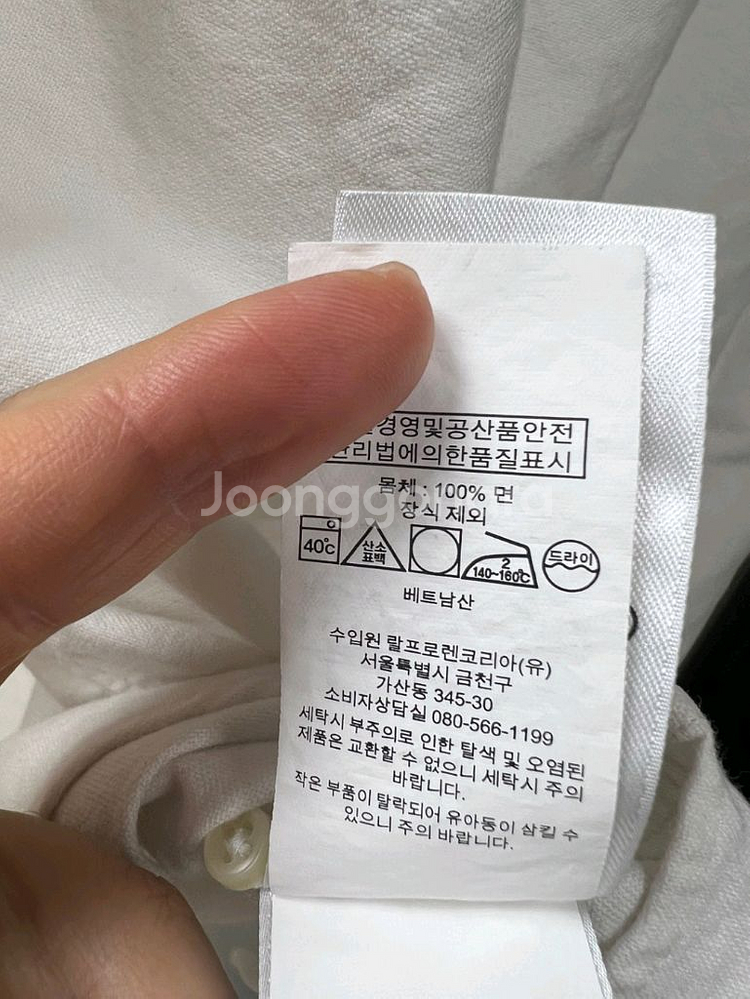 경영및공산품안전
관리법에의한품질표시
몸체 : 100% 면
장식 제외
40℃ 산소 표백 2 140~160℃ 드라이
베트남산
수입원 랄프로렌코리아(유)
서울특별시 금천구
가산동 345-30
소비자상담실 080-566-1199
세탁시 부주의로 인한 탈색 및 오염된
제품은 교환할 수 없으니 세탁시 주의
바랍니다.
작은 부품이 탈락되어 유아동이 삼킬 수
있으니 주의 바랍니다.